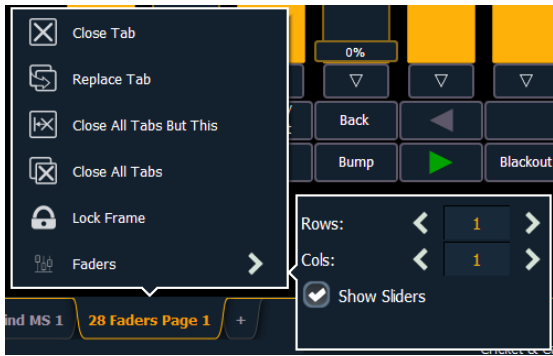 Close Tab
Replace Tab
Close All Tabs But This
Close All Tabs
Lock Frame
Faders
0%
Back
Bump
Blackout
Rows:
1
Cols:
1
Show Sliders
MS 1
28 Faders Page 1
+